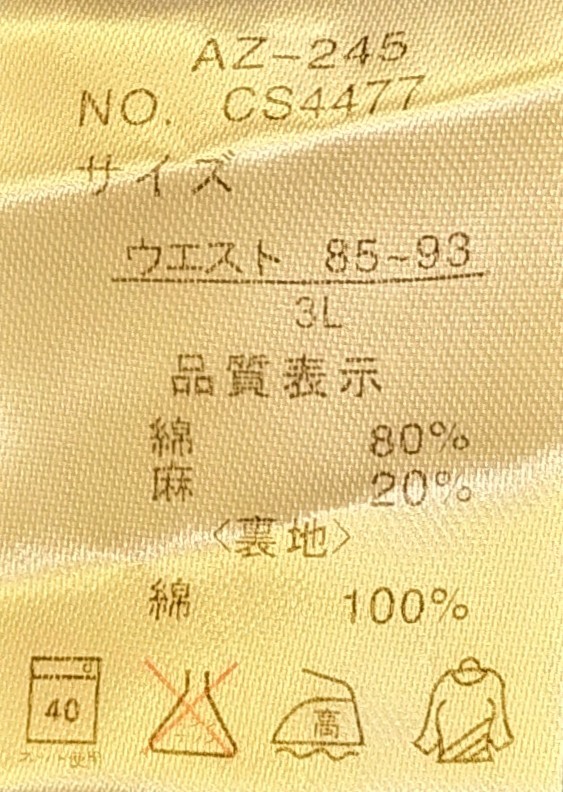 AZ-245
NO. CS4477
サイズ
ウエスト 85~93
3L
品質表示
綿 80%
麻 20%
〈裏地〉
綿 100%
40
高